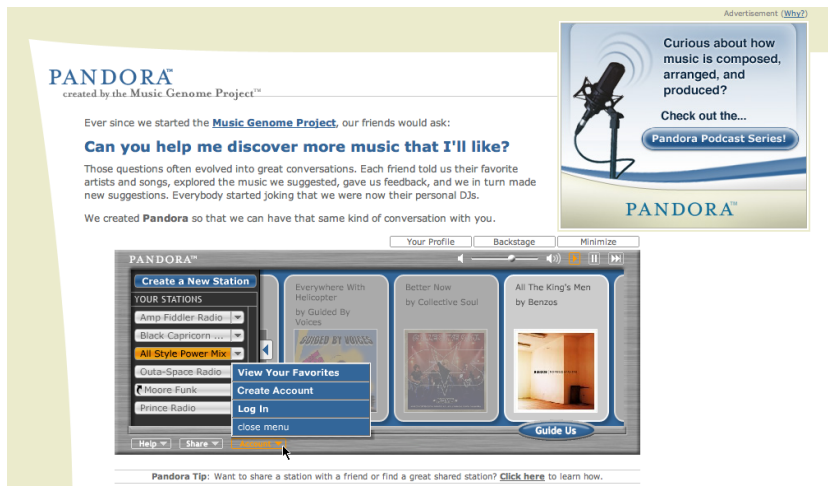 Advertisement (Why?)
PANDORA™
created by the Music Genome Project™
Ever since we started the Music Genome Project, our friends would ask:
Can you help me discover more music that I'll like?
Those questions often evolved into great conversations. Each friend told us their favorite
artists and songs, explored the music we suggested, gave us feedback, and we in turn made
new suggestions. Everybody started joking that we were now their personal DJs.
We created Pandora so that we can have that same kind of conversation with you.
Curious about how
music is composed,
arranged, and
produced?
Check out the...
Pandora Podcast Series!
PANDORA™
Your Profile
Backstage
Minimize
PANDORA™
Create a New Station
YOUR STATIONS
Amp Fiddler Radio
Black Capricorn ...
All Style Power Mix
Outa-Space Radio
Moore Funk
Prince Radio
Everywhere With
Helicopter
by Guided By
Voices
GUIDED BY VOICES
Better Now
by Collective Soul
All The King's Men
by Benzos
View Your Favorites
Create Account
Log In
close menu
Guide Us
Help
Share
Account
Pandora Tip: Want to share a station with a friend or find a great shared station? Click here to learn how.